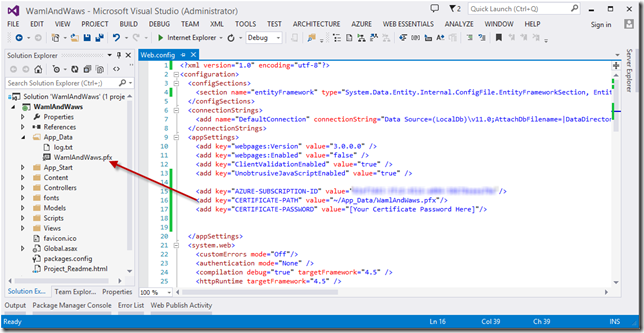 WamlAndWaws - Microsoft Visual Studio (Administrator)
Quick Launch (Ctrl+Q)
FILE EDIT VIEW PROJECT BUILD DEBUG TEAM SQL TOOLS TEST ARCHITECTURE AZURE WEB ESSENTIALS ANALYZE WINDOW HELP Sign in
Internet Explorer Debug
Solution Explorer
Search Solution Explorer (Ctrl+;)
Solution 'WamlAndWaws' (1 projec
WamlAndWaws
Properties
References
App_Data
log.txt
WamlAndWaws.pfx
App_Start
Content
Controllers
fonts
Models
Scripts
Views
favicon.ico
Global.asax
packages.config
Project_Readme.html
Solution Ex... Team Explor... Properties
Web.config
1 <?xml version="1.0" encoding="utf-8"?>
2 <configuration>
3 <configSections>
4 <section name="entityFramework" type="System.Data.Entity.Internal.ConfigFile.EntityFrameworkSection, Entit
5 </configSections>
6 <connectionStrings>
7 <add name="DefaultConnection" connectionString="Data Source=(LocalDb)\v11.0;AttachDbFilename=|DataDirector
8 </connectionStrings>
9 <appSettings>
10 <add key="webpages:Version" value="3.0.0.0" />
11 <add key="webpages:Enabled" value="false" />
12 <add key="ClientValidationEnabled" value="true" />
13 <add key="UnobtrusiveJavaScriptEnabled" value="true" />
14
15 <add key="AZURE-SUBSCRIPTION-ID" value=
16 <add key="CERTIFICATE-PATH" value="~/App_Data/WamlAndWaws.pfx"/>
17 <add key="CERTIFICATE-PASSWORD" value="[Your Certificate Password Here]"/>
18
19
20 </appSettings>
21 <system.web>
22 <customErrors mode="Off"/>
23 <authentication mode="None" />
24 <compilation debug="true" targetFramework="4.5" />
25 <httpRuntime targetFramework="4.5" />
100 %
Server Explorer
Output Package Manager Console Error List Web Publish Activity
Ready Ln 16 Col 39 Ch 39 INS